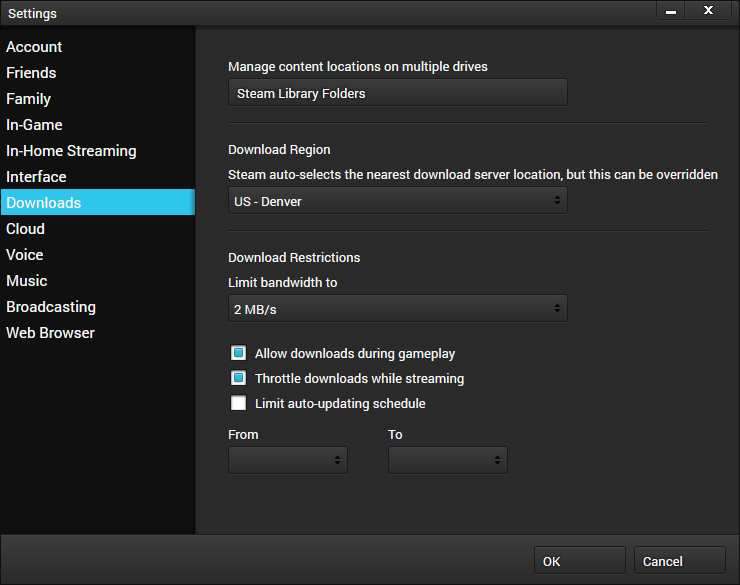 Settings
Account
Friends
Family
In-Game
In-Home Streaming
Interface
Downloads
Cloud
Voice
Music
Broadcasting
Web Browser
Manage content locations on multiple drives
Steam Library Folders
Download Region
Steam auto-selects the nearest download server location, but this can be overridden
US - Denver
Download Restrictions
Limit bandwidth to
2 MB/s
Allow downloads during gameplay
Throttle downloads while streaming
Limit auto-updating schedule
From To
OK Cancel